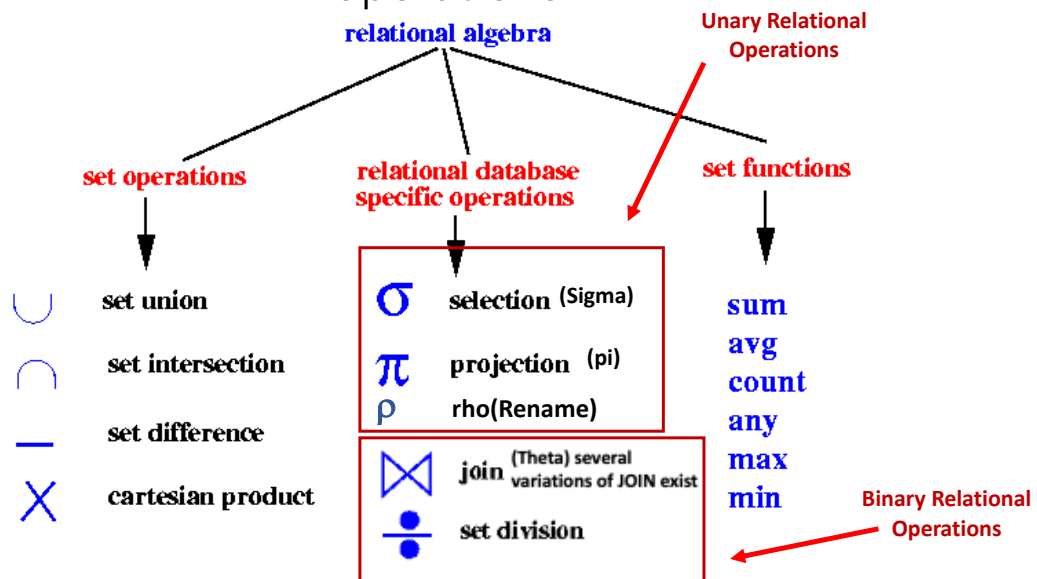 relational algebra
Unary Relational
Operations
set operations
relational database
specific operations
set functions
∪ set union
∩ set intersection
− set difference
× cartesian product
σ selection (Sigma)
π projection (pi)
ρ rho(Rename)
⋈ join (Theta) several
variations of JOIN exist
÷ set division
sum
avg
count
any
max
min
Binary Relational
Operations